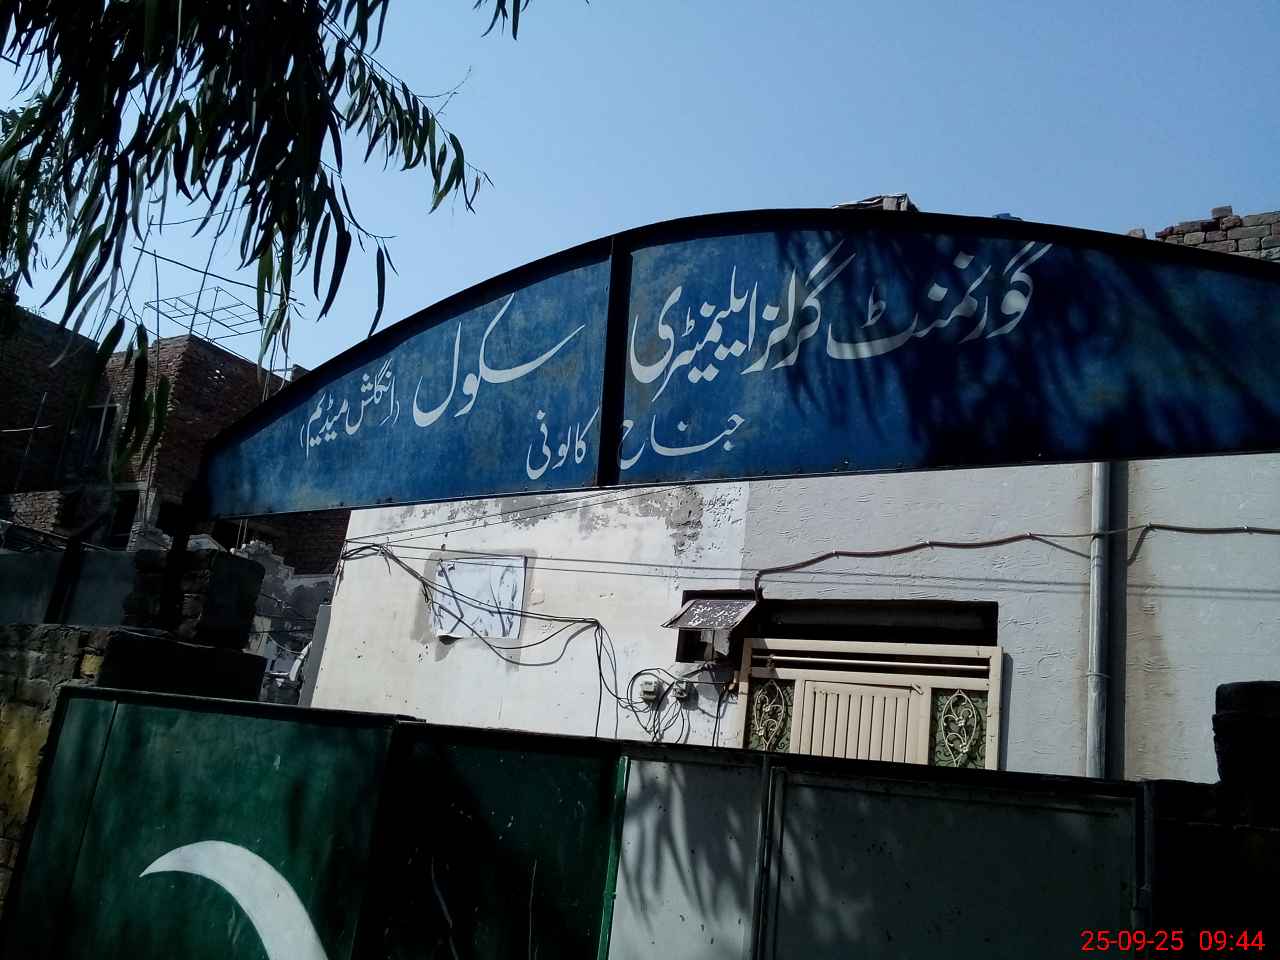 گورنمنٹ گرلز ایلیمنٹری سکول (انگلش میڈیم)
جناح کالونی
25-09-25 09:44